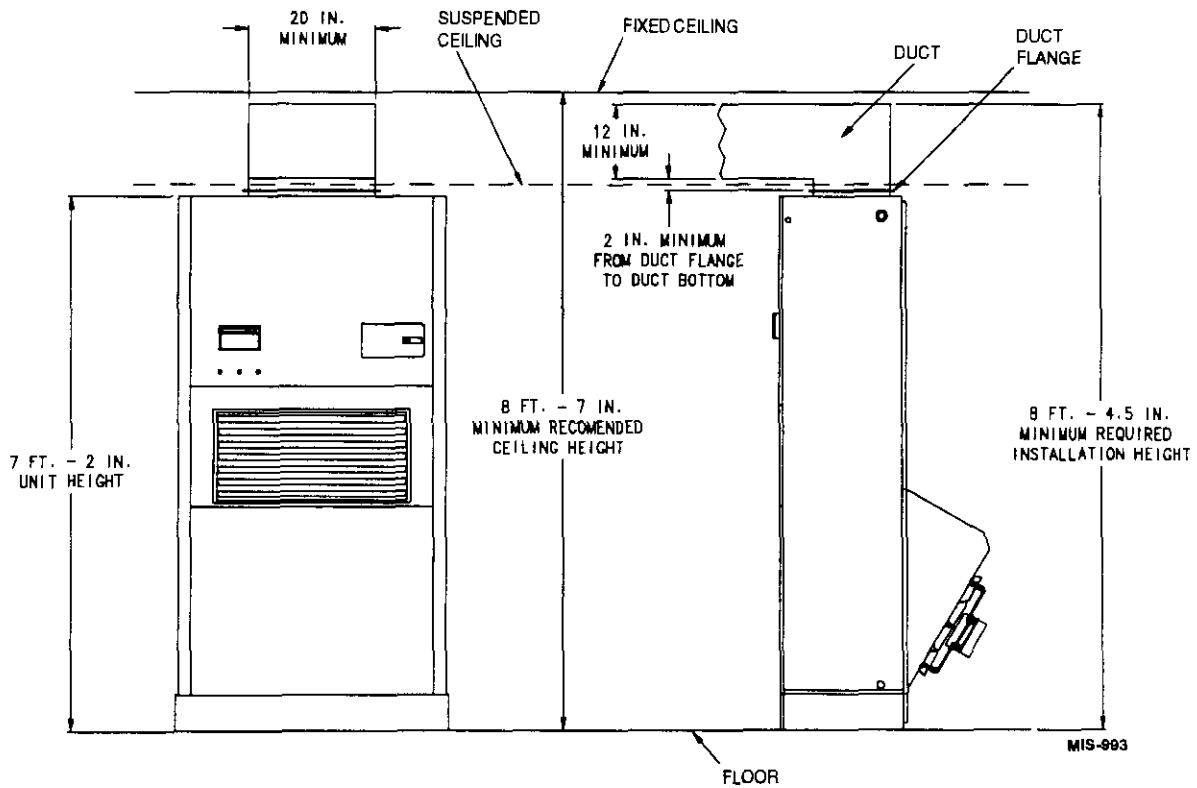 20 IN.
MINIMUM
SUSPENDED
CEILING
FIXED CEILING
DUCT
DUCT
FLANGE
12 IN.
MINIMUM
2 IN. MINIMUM
FROM DUCT FLANGE
TO DUCT BOTTOM
8 FT. - 7 IN.
MINIMUM RECOMENDED
CEILING HEIGHT
8 FT. - 4.5 IN.
MINIMUM REQUIRED
INSTALLATION HEIGHT
7 FT. - 2 IN.
UNIT HEIGHT
MIS-993
FLOOR